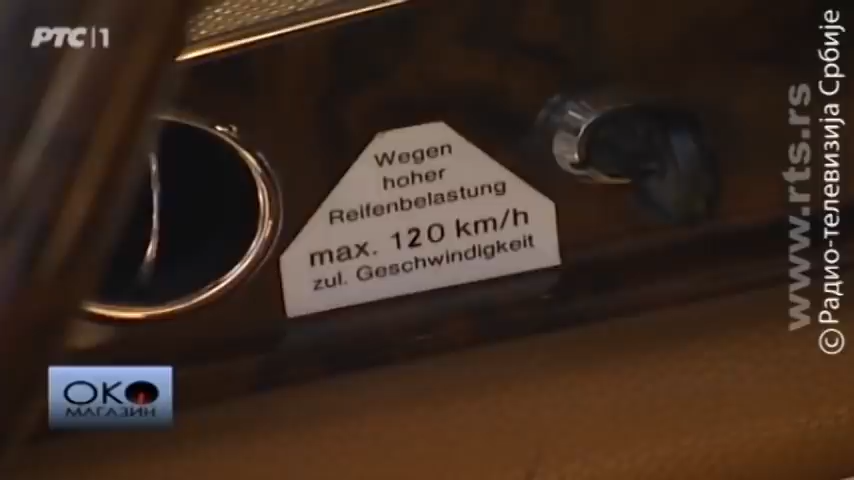 РТС|1
Wegen
hoher
Reifenbelastung
max. 120 km/h
zul. Geschwindigkeit
ОКО
МАГАЗИН
www.rts.rs
© Радио-телевизија Србије